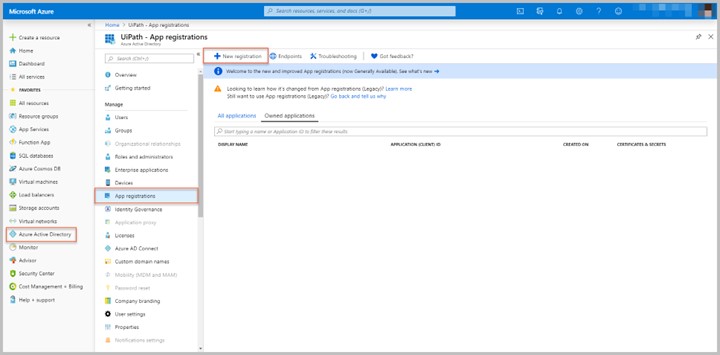 Microsoft Azure
Search resources, services, and docs (G+/)
Create a resource
Home
Dashboard
All services
FAVORITES
All resources
Resource groups
App Services
Function App
SQL databases
Azure Cosmos DB
Virtual machines
Load balancers
Storage accounts
Virtual networks
Azure Active Directory
Monitor
Advisor
Security Center
Cost Management + Billing
Help + support
Home > UiPath - App registrations
UiPath - App registrations
Azure Active Directory
Search (Ctrl+/)
Overview
Getting started
Manage
Users
Groups
Organizational relationships
Roles and administrators
Enterprise applications
Devices
App registrations
Identity Governance
Application proxy
Licenses
Azure AD Connect
Custom domain names
Mobility (MDM and MAM)
Password reset
Company branding
User settings
Properties
Notifications settings
New registration Endpoints Troubleshooting Got feedback?
Welcome to the new and improved App registrations (now Generally Available). See what's new
Looking to learn how it's changed from App registrations (Legacy)? Learn more
Still want to use App registrations (Legacy)? Go back and tell us why
All applications Owned applications
Start typing a name or Application ID to filter these results
DISPLAY NAME APPLICATION (CLIENT) ID CREATED ON CERTIFICATES & SECRETS